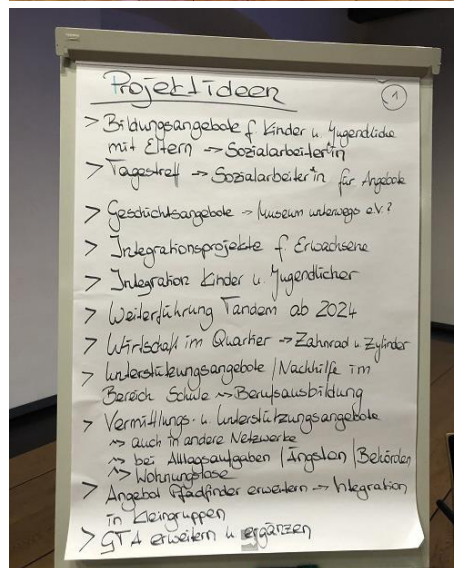 Projektideen
1
> Bildungsangebote f. Kinder u. Jugendliche
mit Eltern → Sozialarbeiter*in
> Tagestreff → Sozialarbeiter*in für Angebote
> Geschichtsangebote → Museum unterwegs e.V.?
> Integrationsprojekte f. Erwachsene
> Integration Kinder u. Jugendlicher
> Weiterführung Tandem ab 2024
> Wirtschaft im Quartier → Zahnrad u. Zylinder
> Unterstützungsangebote / Nachhilfe im
Bereich Schule ~> Berufsausbildung
> Vermittlungs- u. Unterstützungsangebote
~> auch in andere Netzwerke
~> bei Alltagsaufgaben | Ängsten | Behörden
~> Wohnungslose
> Angebot Pfadfinder erweitern → Integration
in Kleingruppen
> GTA erweitern u. ergänzen